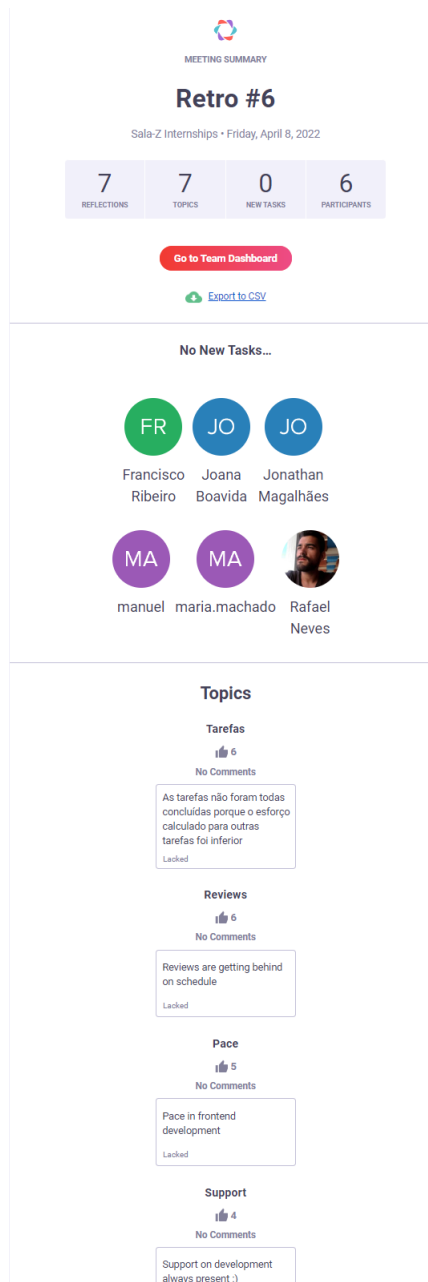 MEETING SUMMARY
Retro #6
Sala-Z Internships • Friday, April 8, 2022
7 7 0 6
REFLECTIONS TOPICS NEW TASKS PARTICIPANTS
Go to Team Dashboard
Export to CSV
No New Tasks...
FR JO JO
Francisco Ribeiro
Joana Boavida
Jonathan Magalhães
MA MA
manuel
maria.machado
Rafael Neves
Topics
Tarefas
6
No Comments
As tarefas não foram todas
concluídas porque o esforço
calculado para outras
tarefas foi inferior
Lacked
Reviews
6
No Comments
Reviews are getting behind
on schedule
Lacked
Pace
5
No Comments
Pace in frontend
development
Lacked
Support
4
No Comments
Support on development
always present :)